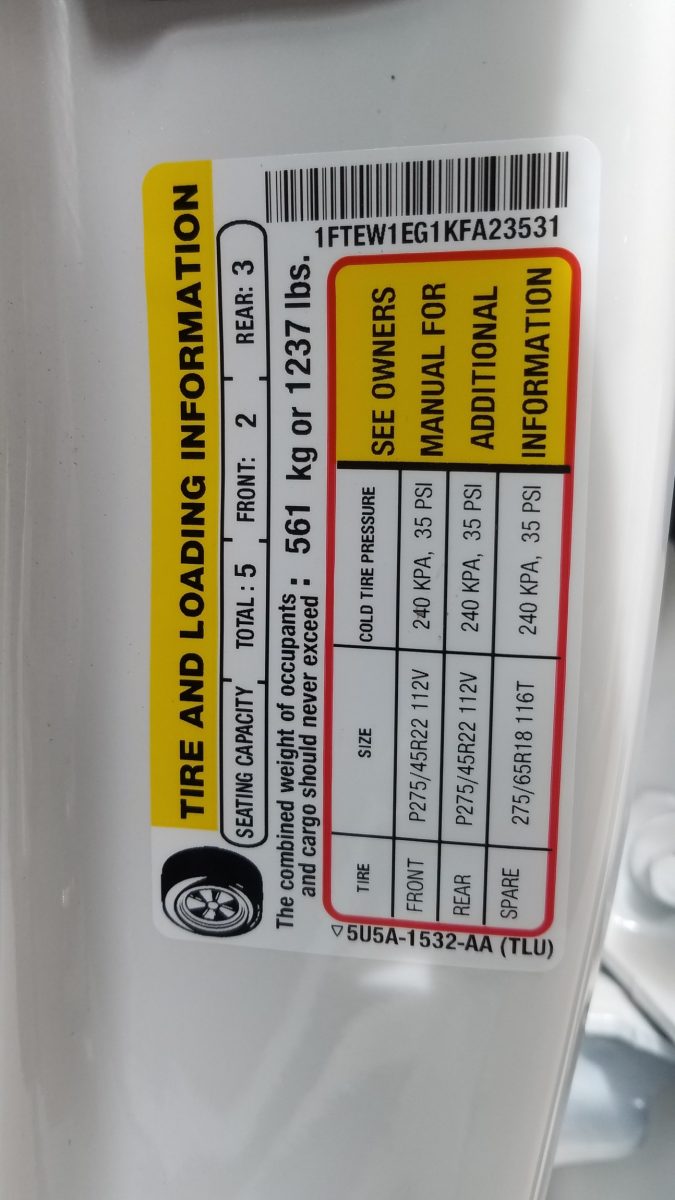 TIRE AND LOADING INFORMATION
SEATING CAPACITY TOTAL : 5 FRONT: 2 REAR: 3
The combined weight of occupants
and cargo should never exceed : 561 kg or 1237 lbs.
TIRE SIZE COLD TIRE PRESSURE
FRONT P275/45R22 112V 240 KPA, 35 PSI
REAR P275/45R22 112V 240 KPA, 35 PSI
SPARE 275/65R18 116T 240 KPA, 35 PSI
SEE OWNERS
MANUAL FOR
ADDITIONAL
INFORMATION
5U5A-1532-AA (TLU)
1FTEW1EG1KFA23531